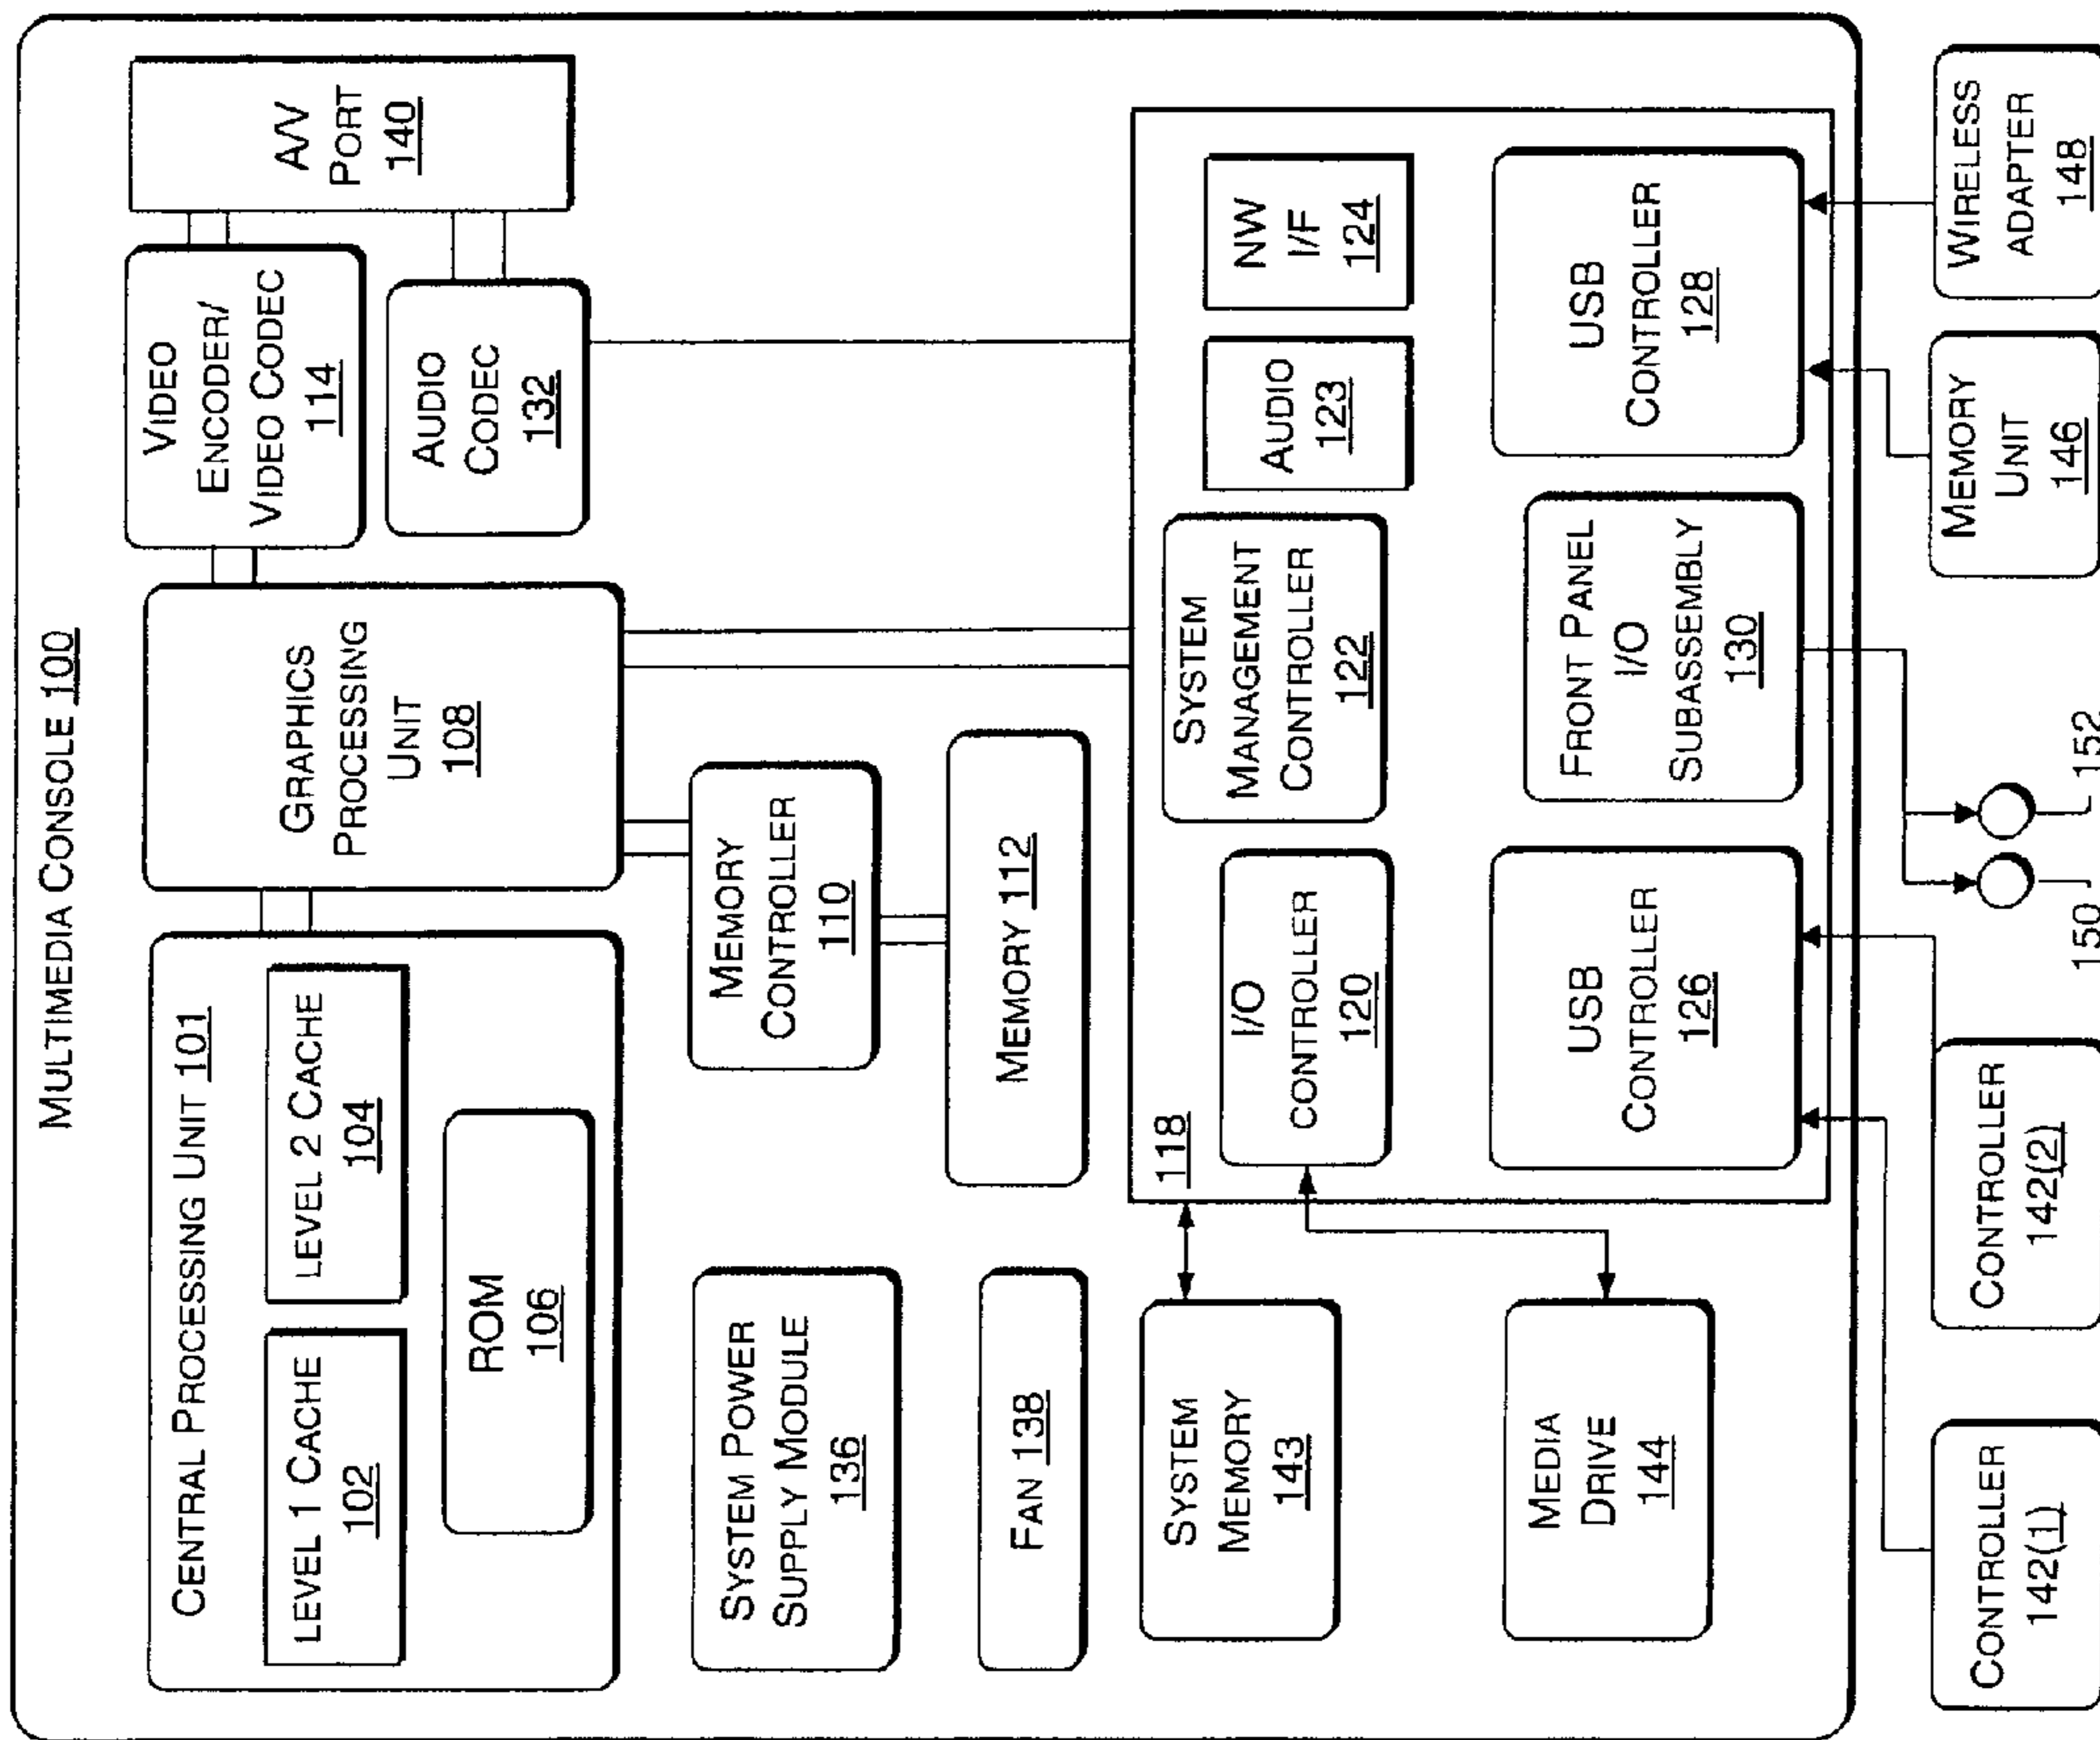 MULTIMEDIA CONSOLE 100
CENTRAL PROCESSING UNIT 101
LEVEL 1 CACHE
102
LEVEL 2 CACHE
104
ROM
106
GRAPHICS
PROCESSING
UNIT
108
VIDEO
ENCODER/
VIDEO CODEC
114
AUDIO
CODEC
132
A/V
PORT
140
SYSTEM POWER
SUPPLY MODULE
136
MEMORY
CONTROLLER
110
FAN 138
MEMORY 112
SYSTEM
MEMORY
143
118
I/O
CONTROLLER
120
SYSTEM
MANAGEMENT
CONTROLLER
122
AUDIO
123
NW
I/F
124
MEDIA
DRIVE
144
USB
CONTROLLER
126
FRONT PANEL
I/O
SUBASSEMBLY
130
USB
CONTROLLER
128
CONTROLLER
142(1)
CONTROLLER
142(2)
150
152
MEMORY
UNIT
146
WIRELESS
ADAPTER
148